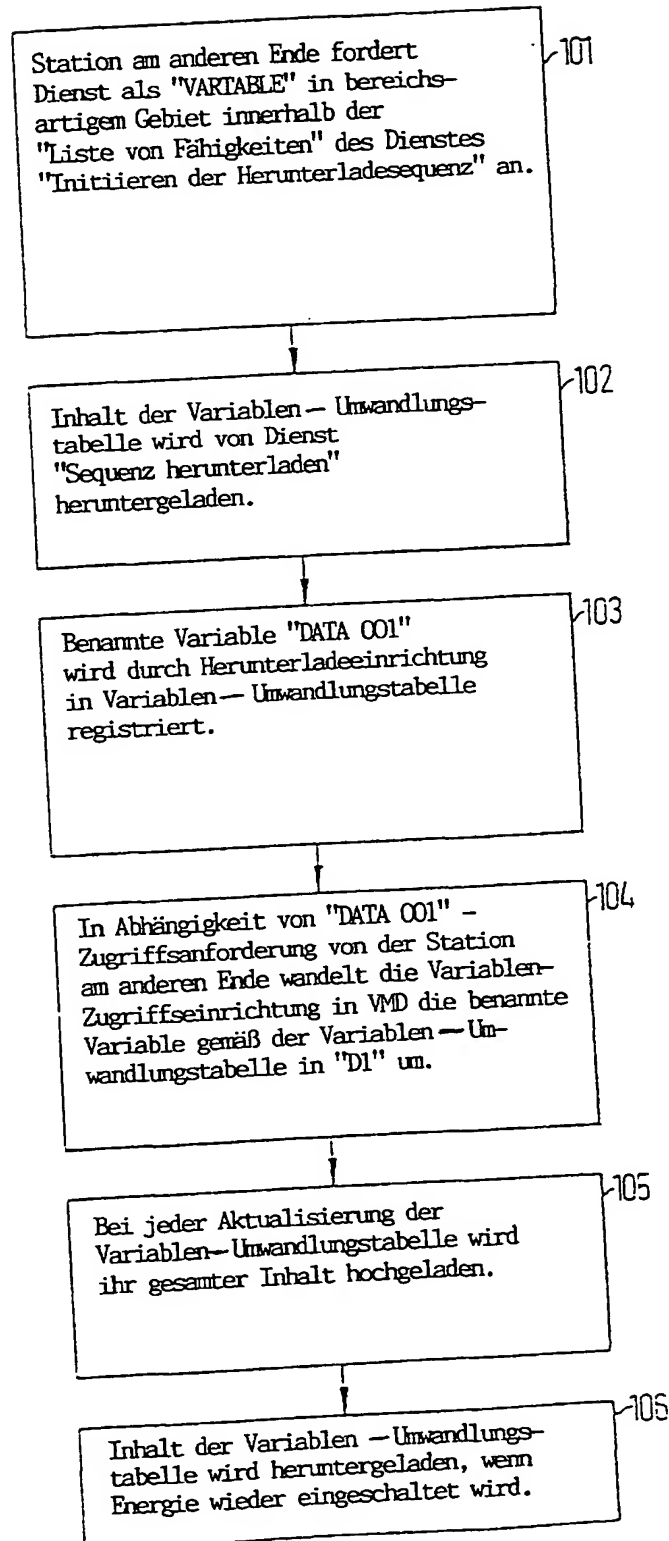 Station am anderen Ende fordert
Dienst als "VARTABLE" in bereichs-
artigem Gebiet innerhalb der
"Liste von Fähigkeiten" des Dienstes
"Initiieren der Herunterladesequenz" an.
101
Inhalt der Variablen — Umwandlungs-
tabelle wird von Dienst
"Sequenz herunterladen"
heruntergeladen.
102
Benannte Variable "DATA 001"
wird durch Herunterladeeinrichtung
in Variablen — Umwandlungstabelle
registriert.
103
In Abhängigkeit von "DATA 001" -
Zugriffsanforderung von der Station
am anderen Ende wandelt die Variablen-
Zugriffseinrichtung in VMD die benannte
Variable gemäß der Variablen — Um-
wandlungstabelle in "D1" um.
104
Bei jeder Aktualisierung der
Variablen—Umwandlungstabelle wird
ihr gesamter Inhalt hochgeladen.
105
Inhalt der Variablen — Umwandlungs-
tabelle wird heruntergeladen, wenn
Energie wieder eingeschaltet wird.
106